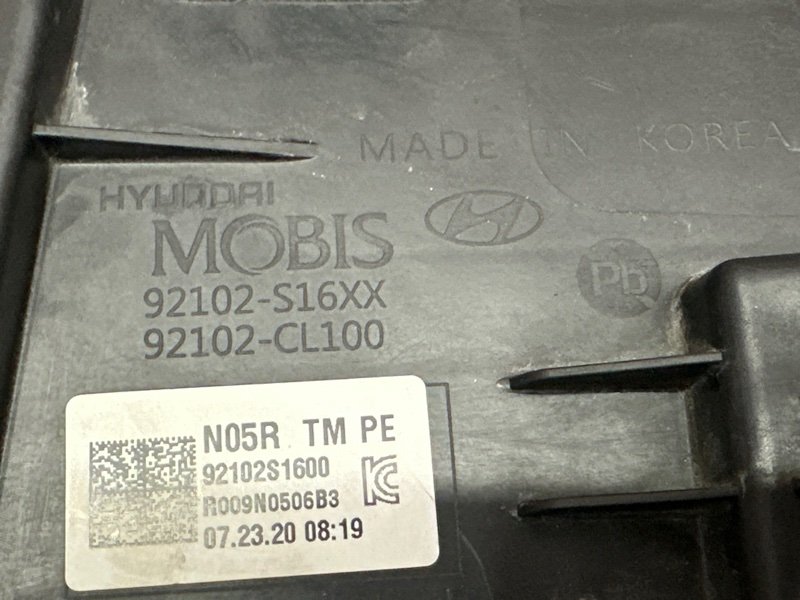 MADE IN KOREA
HYUNDAI
MOBIS
Pb
92102-S16XX
92102-CL100
N05R TM PE
92102S1600
R009N0506B3
07.23.20 08:19